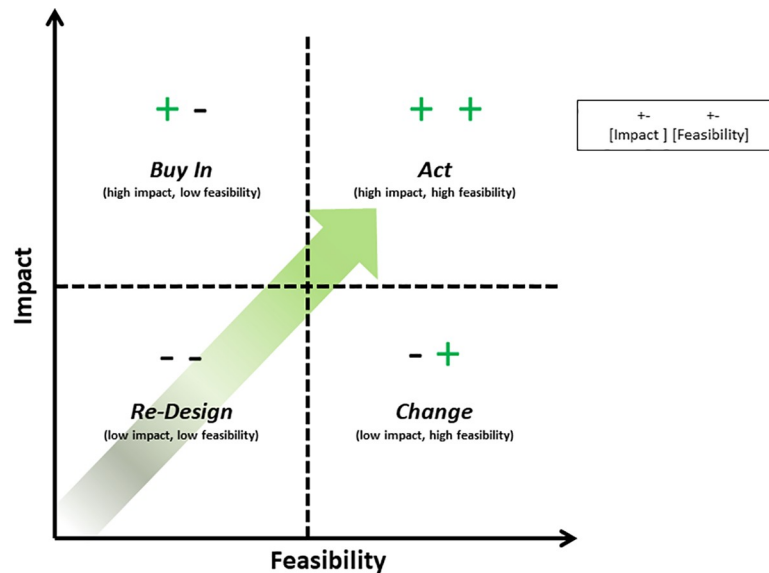 + -
Buy In
(high impact, low feasibility)
+ +
Act
(high impact, high feasibility)
+- +-
[Impact ] [Feasibility]
Impact
- -
Re-Design
(low impact, low feasibility)
- +
Change
(low impact, high feasibility)
Feasibility